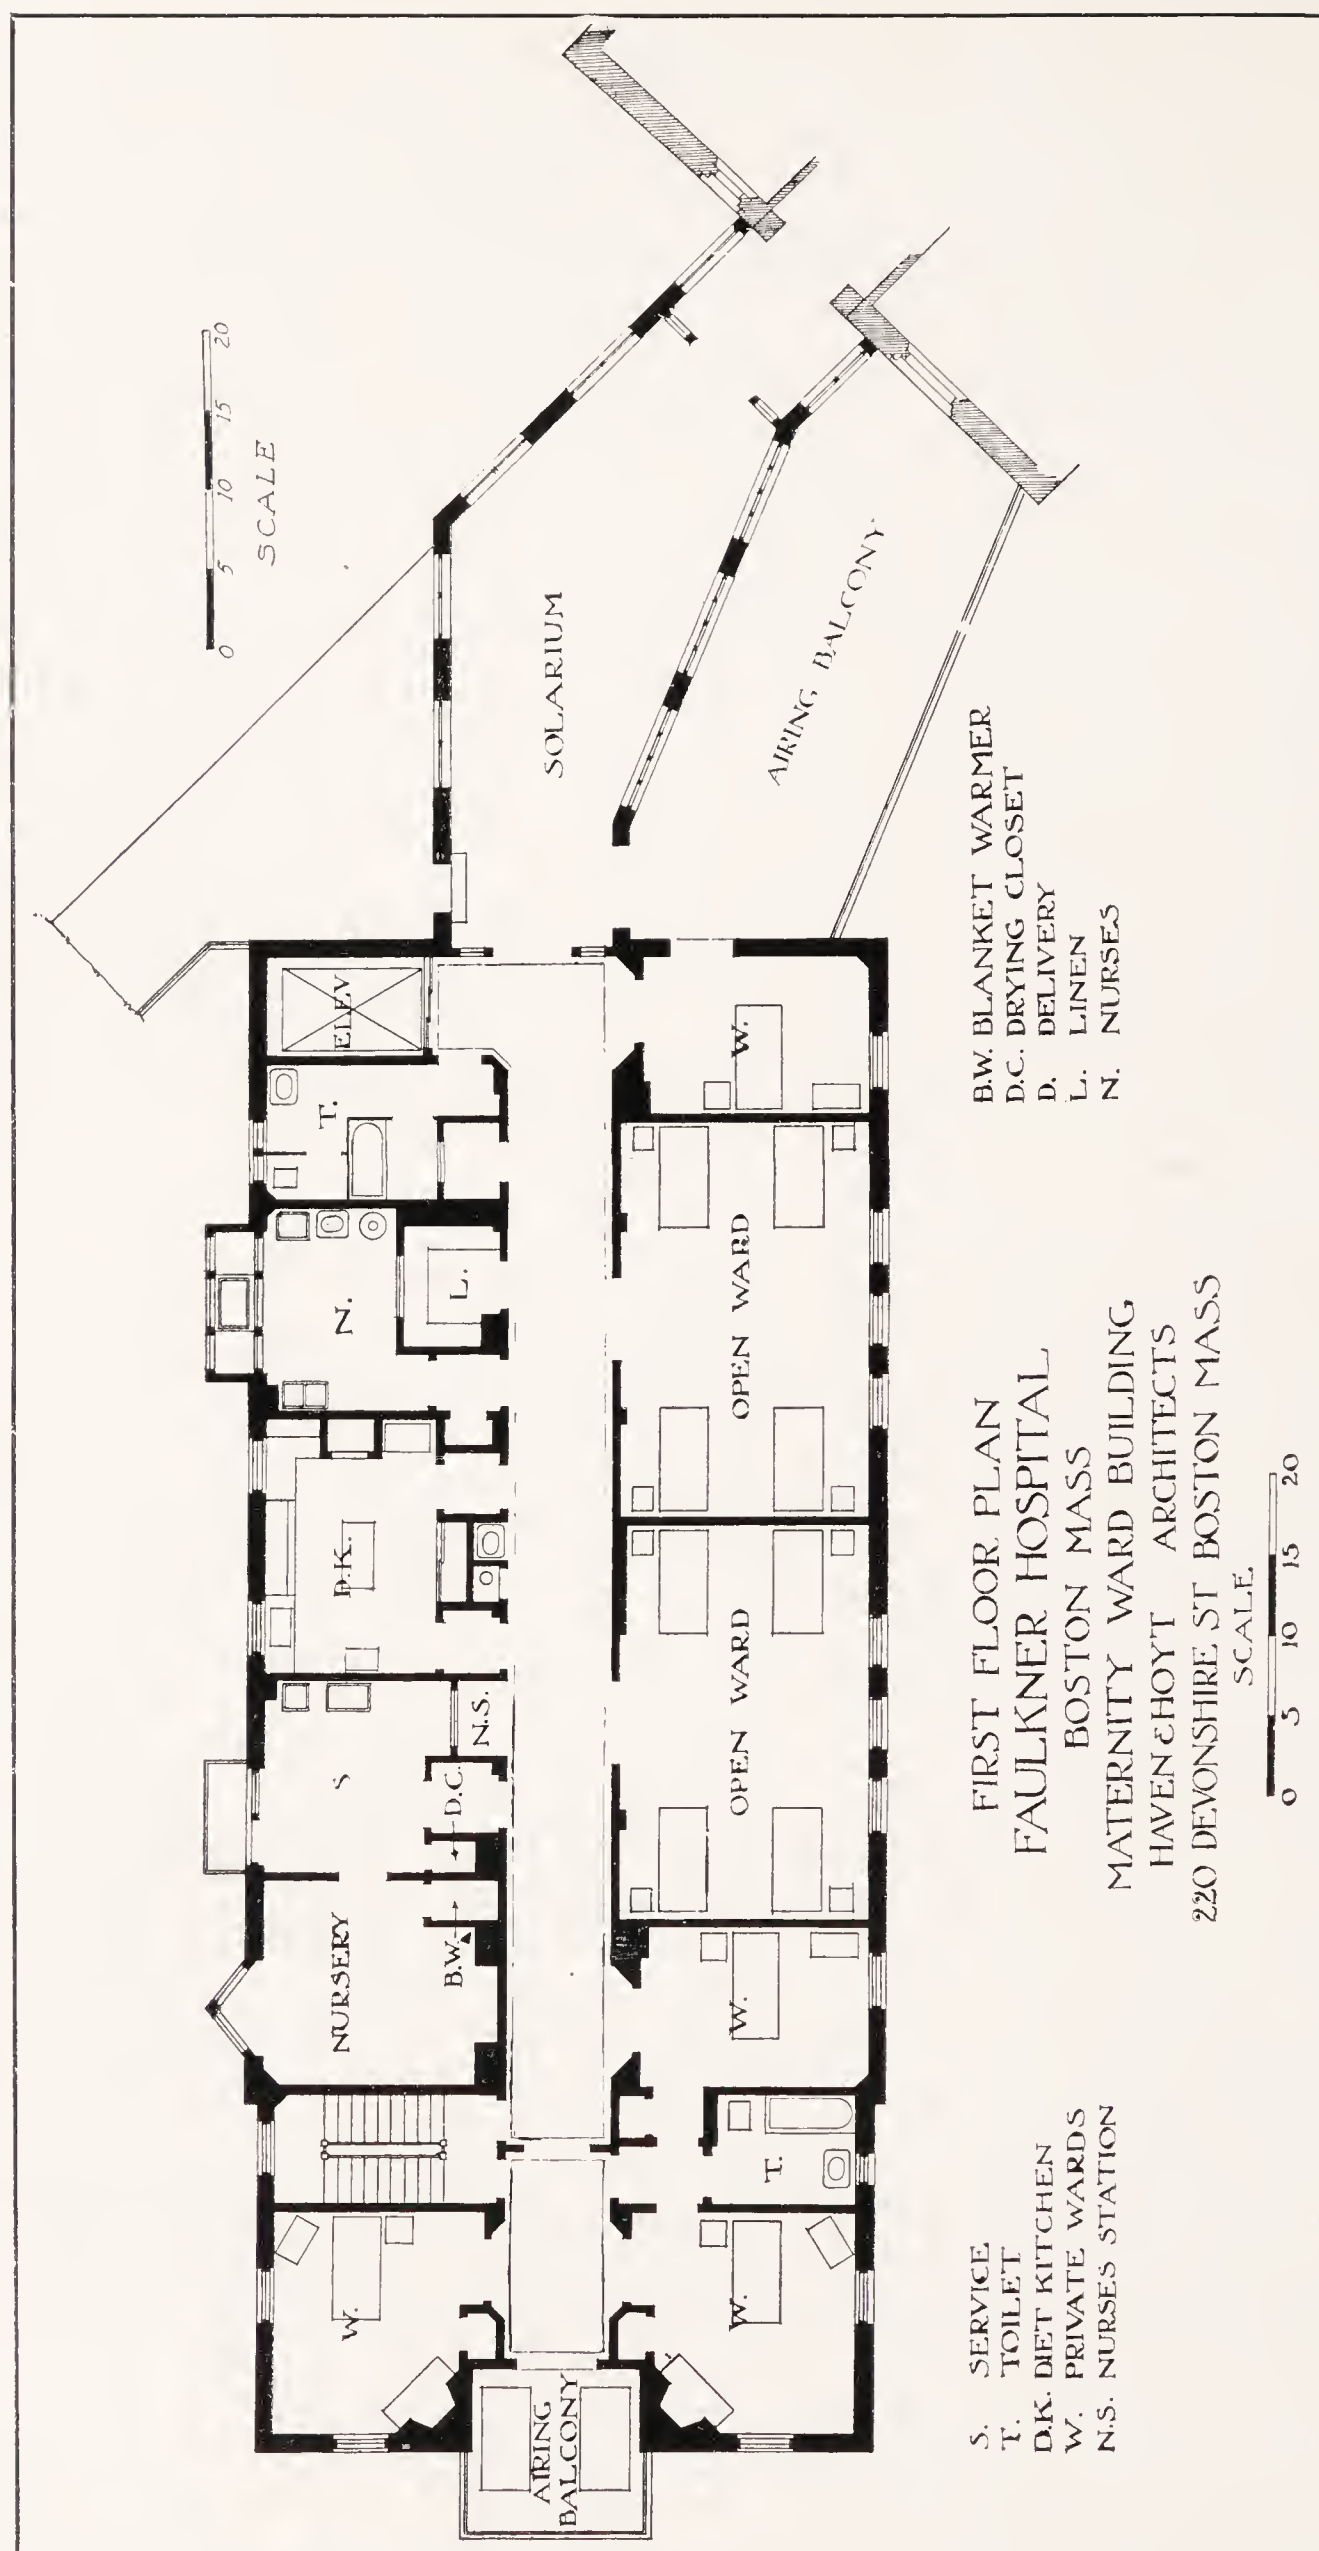 0 5 10 15 20
SCALE
SOLARIUM
AIRING BALCONY
ELEV
T.
N.
L.
D.K.
S
N.S.
D.C.
NURSERY
B.W.
W.
AIRING
BALCONY
W.
T.
W.
OPEN WARD
OPEN WARD
W.
S. SERVICE
T. TOILET
D.K. DIET KITCHEN
W. PRIVATE WARDS
N.S. NURSES STATION
FIRST FLOOR PLAN
FAULKNER HOSPITAL
BOSTON MASS
MATERNITY WARD BUILDING
HAVEN & HOYT ARCHITECTS
220 DEVONSHIRE ST BOSTON MASS
SCALE
0 5 10 15 20
B.W. BLANKET WARMER
D.C. DRYING CLOSET
D. DELIVERY
L. LINEN
N. NURSES